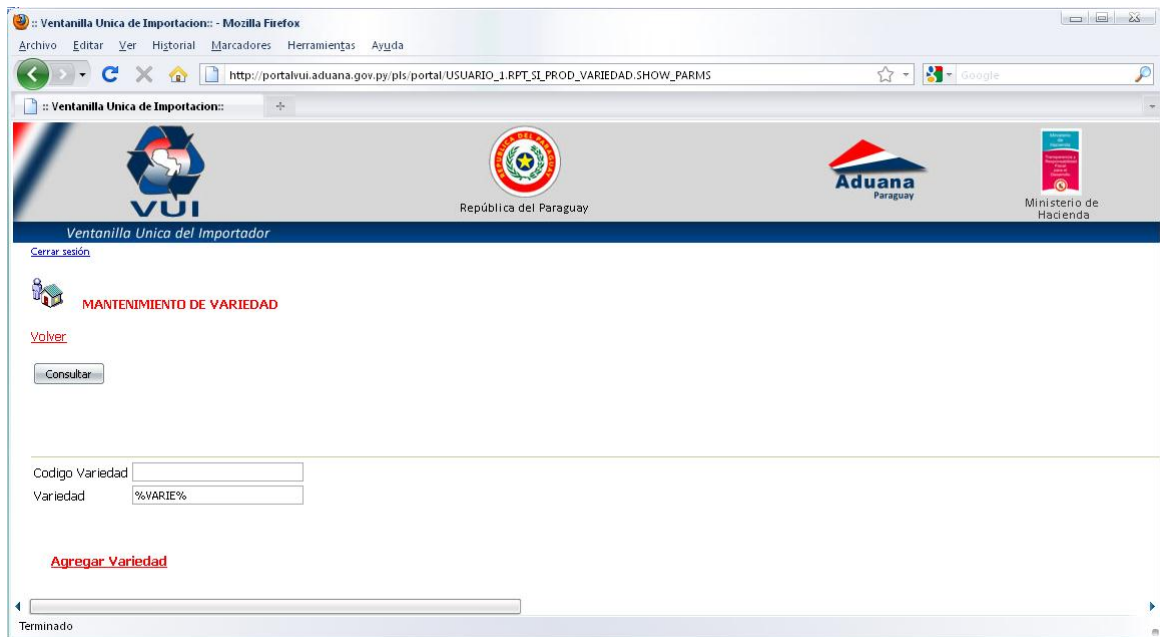 :: Ventanilla Unica de Importacion:: - Mozilla Firefox
Archivo Editar Ver Historial Marcadores Herramientas Ayuda
http://portalvui.aduana.gov.py/pls/portal/USUARIO_1.RPT_SI_PROD_VARIEDAD.SHOW_PARMS
Google
:: Ventanilla Unica de Importacion::
VUI
República del Paraguay
Aduana
Paraguay
Ministerio de
Hacienda
Ventanilla Unica del Importador
Cerrar sesión
MANTENIMIENTO DE VARIEDAD
Volver
Consultar
Codigo Variedad
Variedad %VARIE%
Agregar Variedad
Terminado